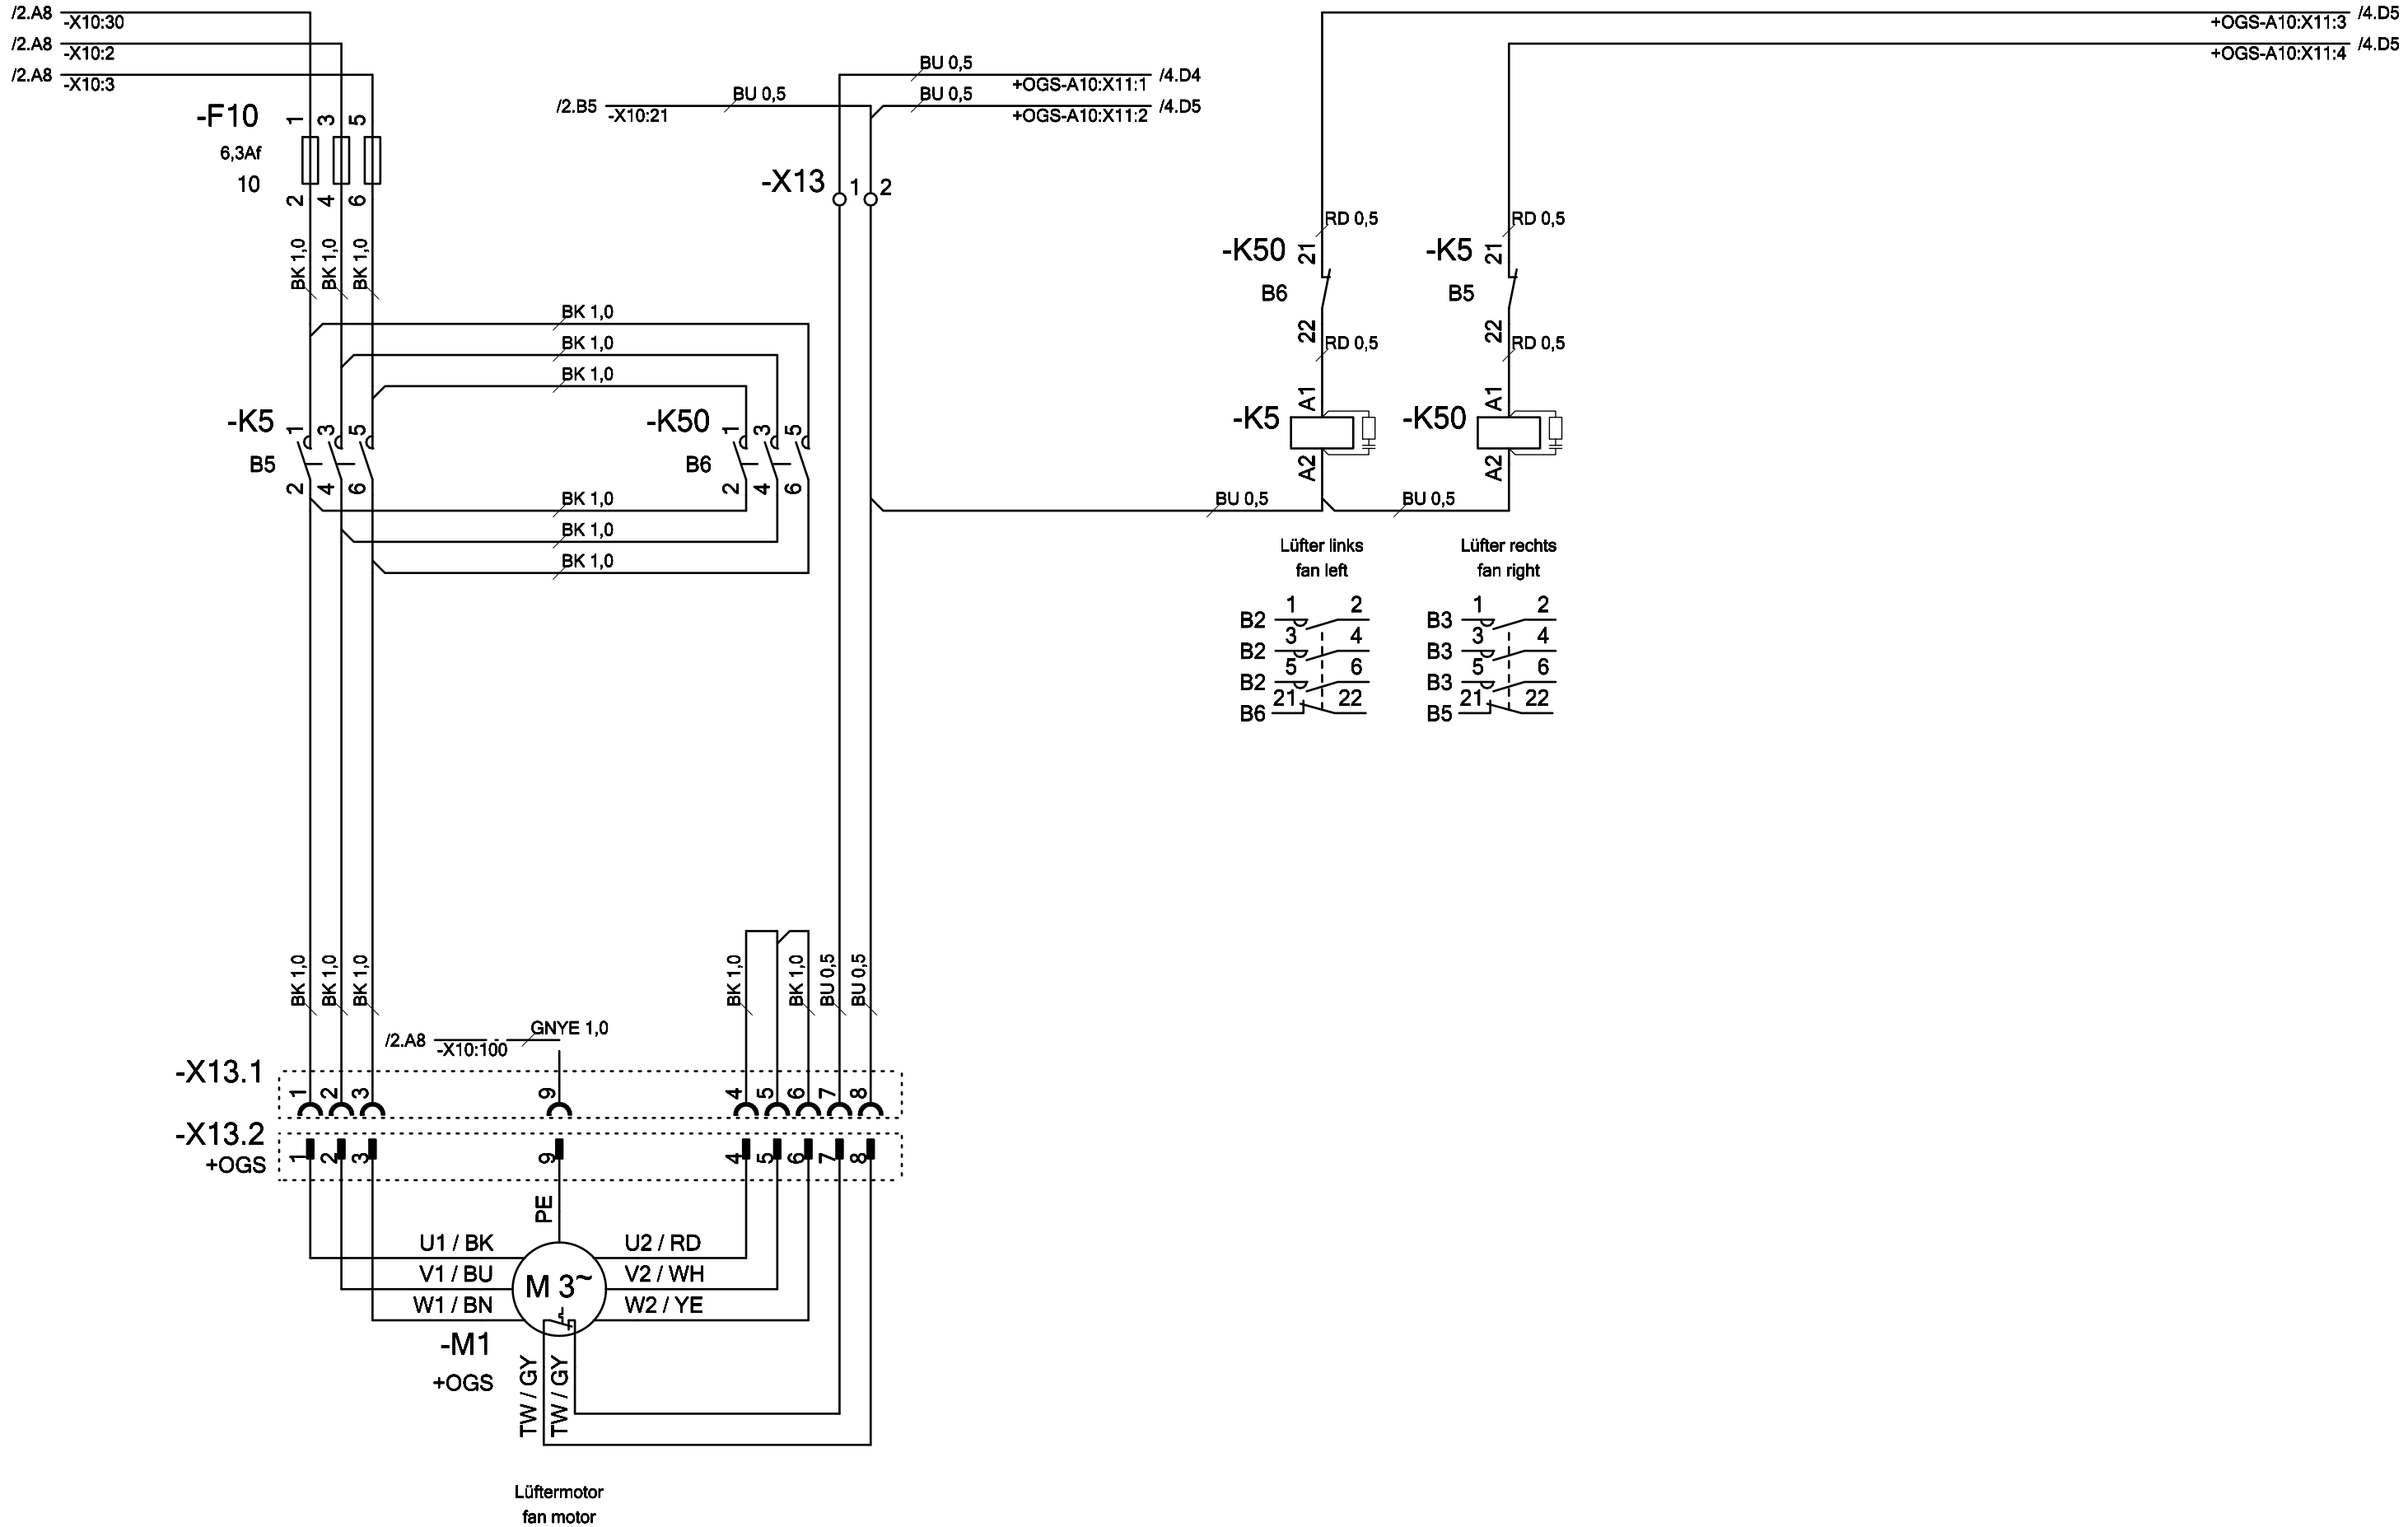 /2.A8
-X10:30
/2.A8
-X10:2
/2.A8
-X10:3
/4.D5
+OGS-A10:X11:3
/4.D5
+OGS-A10:X11:4
BU 0,5
/4.D4
+OGS-A10:X11:1
/2.B5
-X10:21
BU 0,5
BU 0,5
/4.D5
+OGS-A10:X11:2
-F10
6,3Af
10
1 3 5
2 4 6
BK 1,0
BK 1,0
BK 1,0
-X13 1 2
BK 1,0
BK 1,0
BK 1,0
-K5
B5
1 3 5
2 4 6
-K50
B6
1 3 5
2 4 6
BK 1,0
BK 1,0
BK 1,0
RD 0,5
-K50 21
B6
22
RD 0,5
A1
-K5
A2
BU 0,5
RD 0,5
-K5 21
B5
22
RD 0,5
A1
-K50
A2
BU 0,5
Lüfter links
fan left
1 2
B2
3 4
B2
5 6
B2
21 22
B6
Lüfter rechts
fan right
1 2
B3
3 4
B3
5 6
B3
21 22
B5
BK 1,0
BK 1,0
BK 1,0
/2.A8
-X10:100
GNYE 1,0
BK 1,0
BK 1,0
BU 0,5
BU 0,5
-X13.1
1 2 3 9 4 5 6 7 8
-X13.2
+OGS
1 2 3 9 4 5 6 7 8
PE
U1 / BK
V1 / BU
W1 / BN
M 3~
U2 / RD
V2 / WH
W2 / YE
-M1
+OGS
TW / GY
TW / GY
Lüftermotor
fan motor